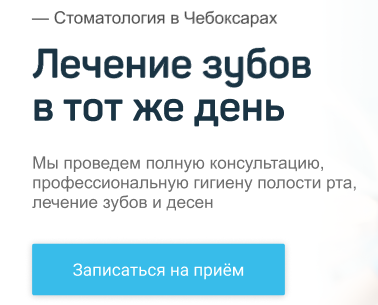 — Стоматология в Чебоксарах
Лечение зубов
в тот же день
Мы проведем полную консультацию,
профессиональную гигиену полости рта,
лечение зубов и десен
Записаться на приём